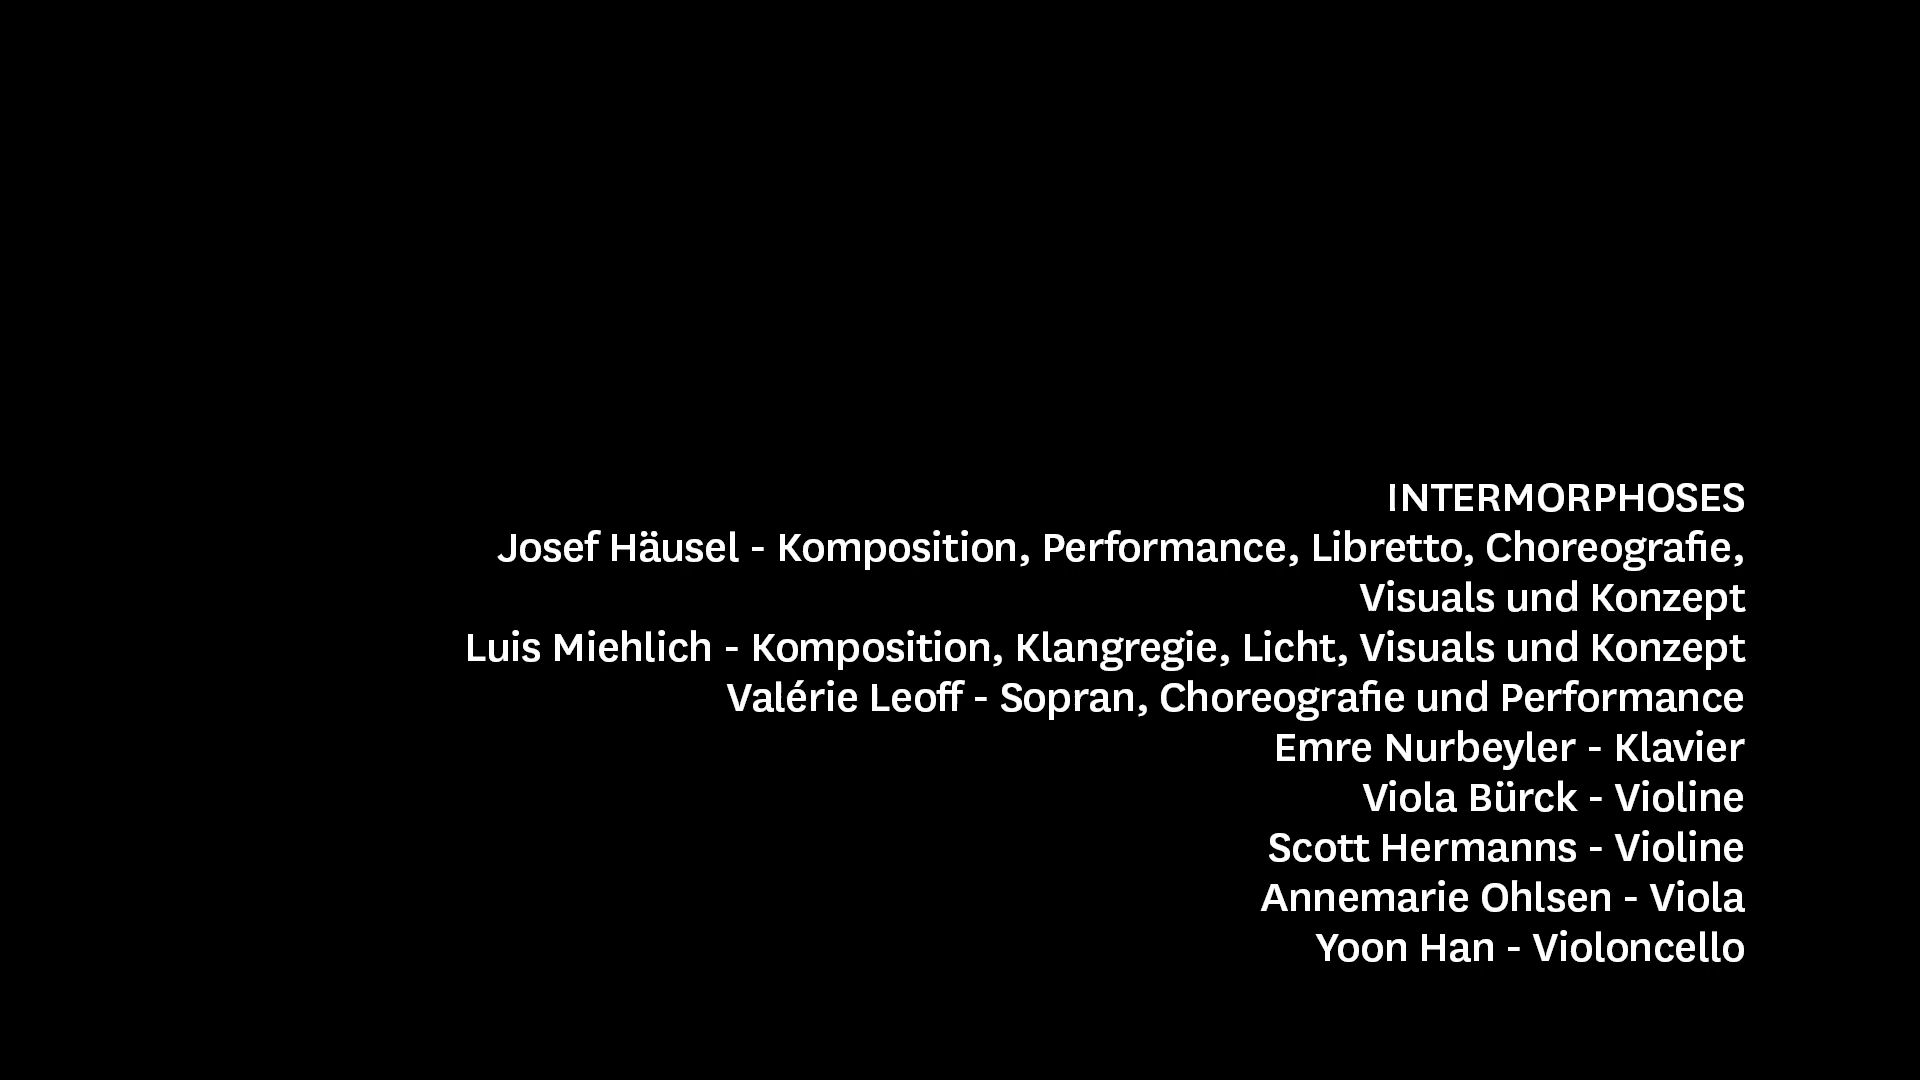 INTERMORPHOSES
Josef Häusel - Komposition, Performance, Libretto, Choreografie,
Visuals und Konzept
Luis Miehlich - Komposition, Klangregie, Licht, Visuals und Konzept
Valérie Leoff - Sopran, Choreografie und Performance
Emre Nurbeyler - Klavier
Viola Bürck - Violine
Scott Hermanns - Violine
Annemarie Ohlsen - Viola
Yoon Han - Violoncello